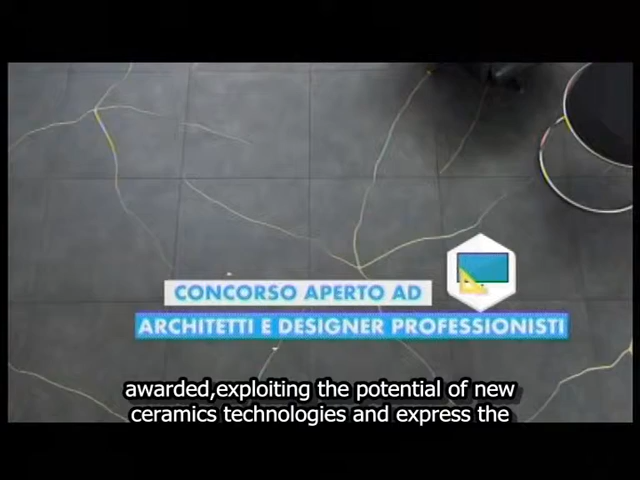 CONCORSO APERTO AD
ARCHITETTI E DESIGNER PROFESSIONISTI
awarded,exploiting the potential of new
ceramics technologies and express the